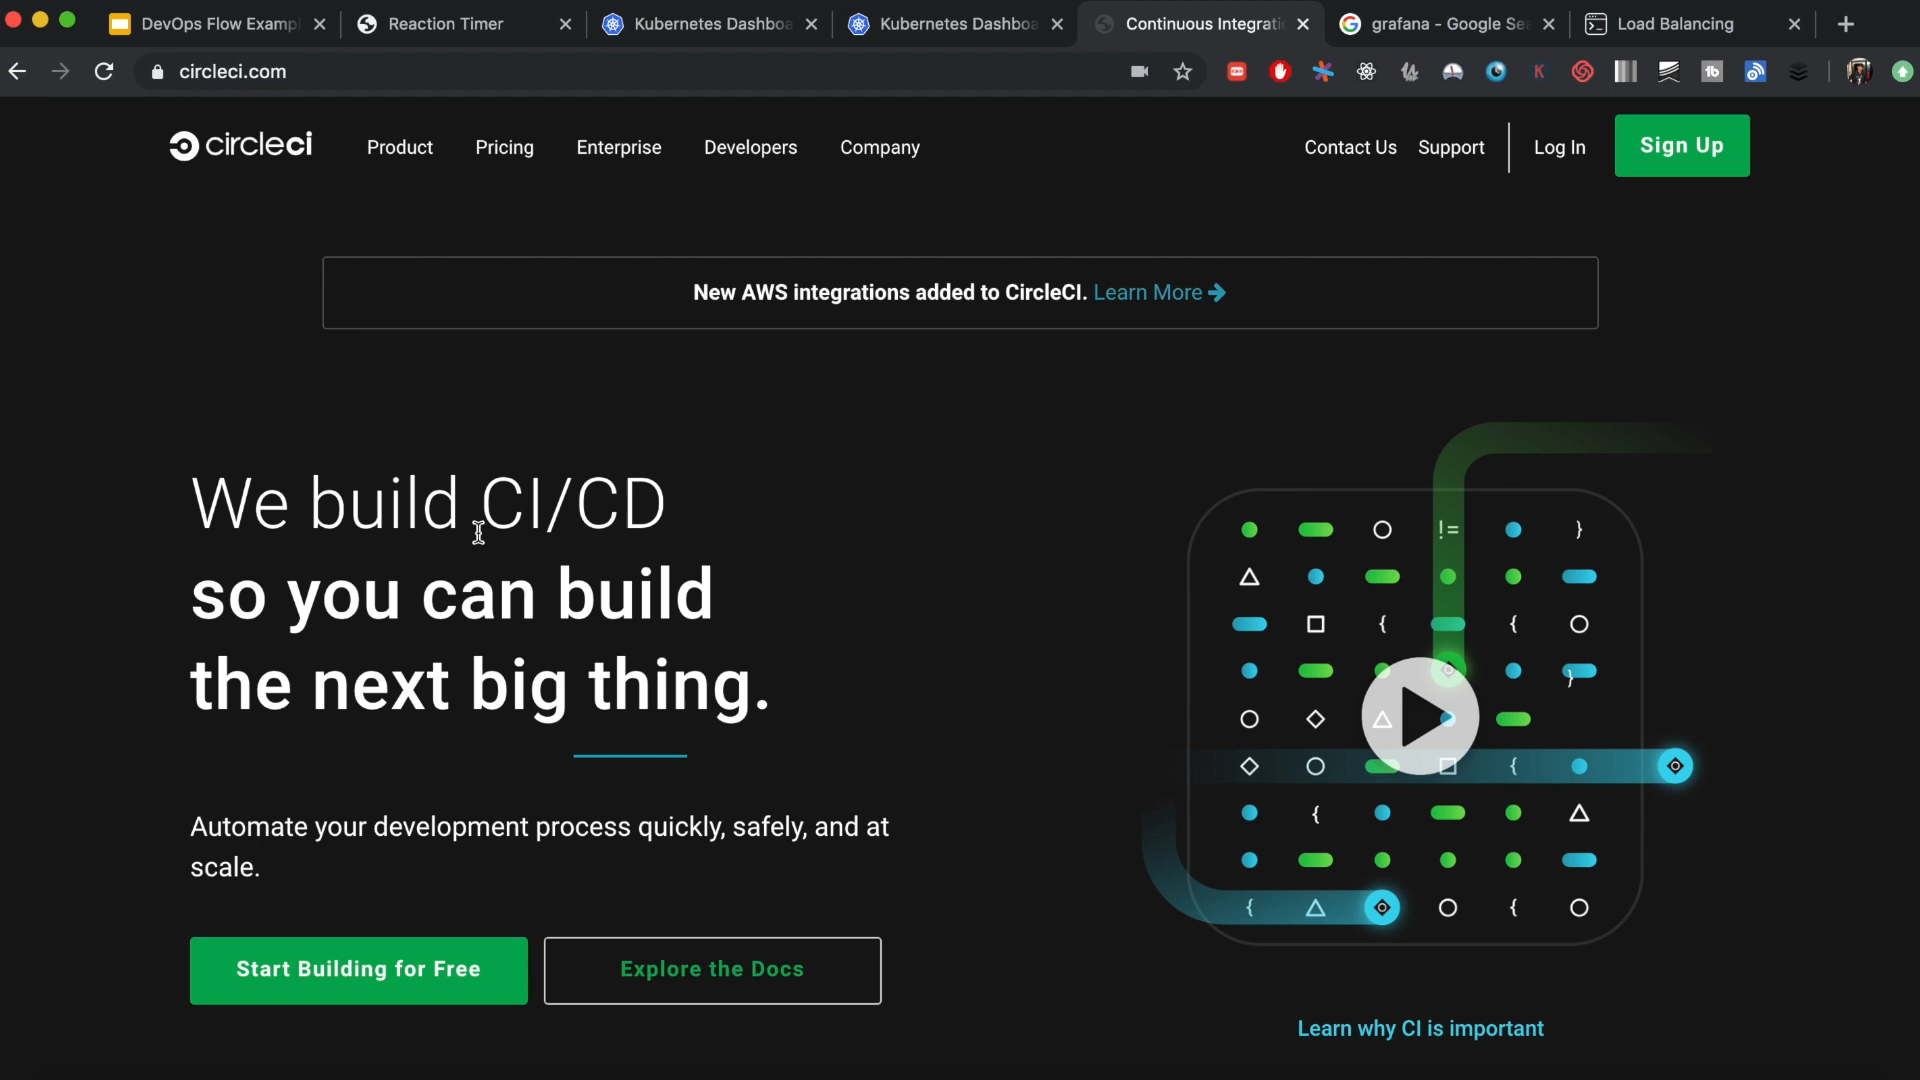 DevOps Flow Exampl
Reaction Timer
Kubernetes Dashboa
Kubernetes Dashboa
Continuous Integrati
grafana - Google Sea
Load Balancing
circleci.com
circleci
Product
Pricing
Enterprise
Developers
Company
Contact Us
Support
Log In
Sign Up
New AWS integrations added to CircleCI. Learn More
We build CI/CD
so you can build
the next big thing.
Automate your development process quickly, safely, and at
scale.
Start Building for Free
Explore the Docs
Learn why CI is important